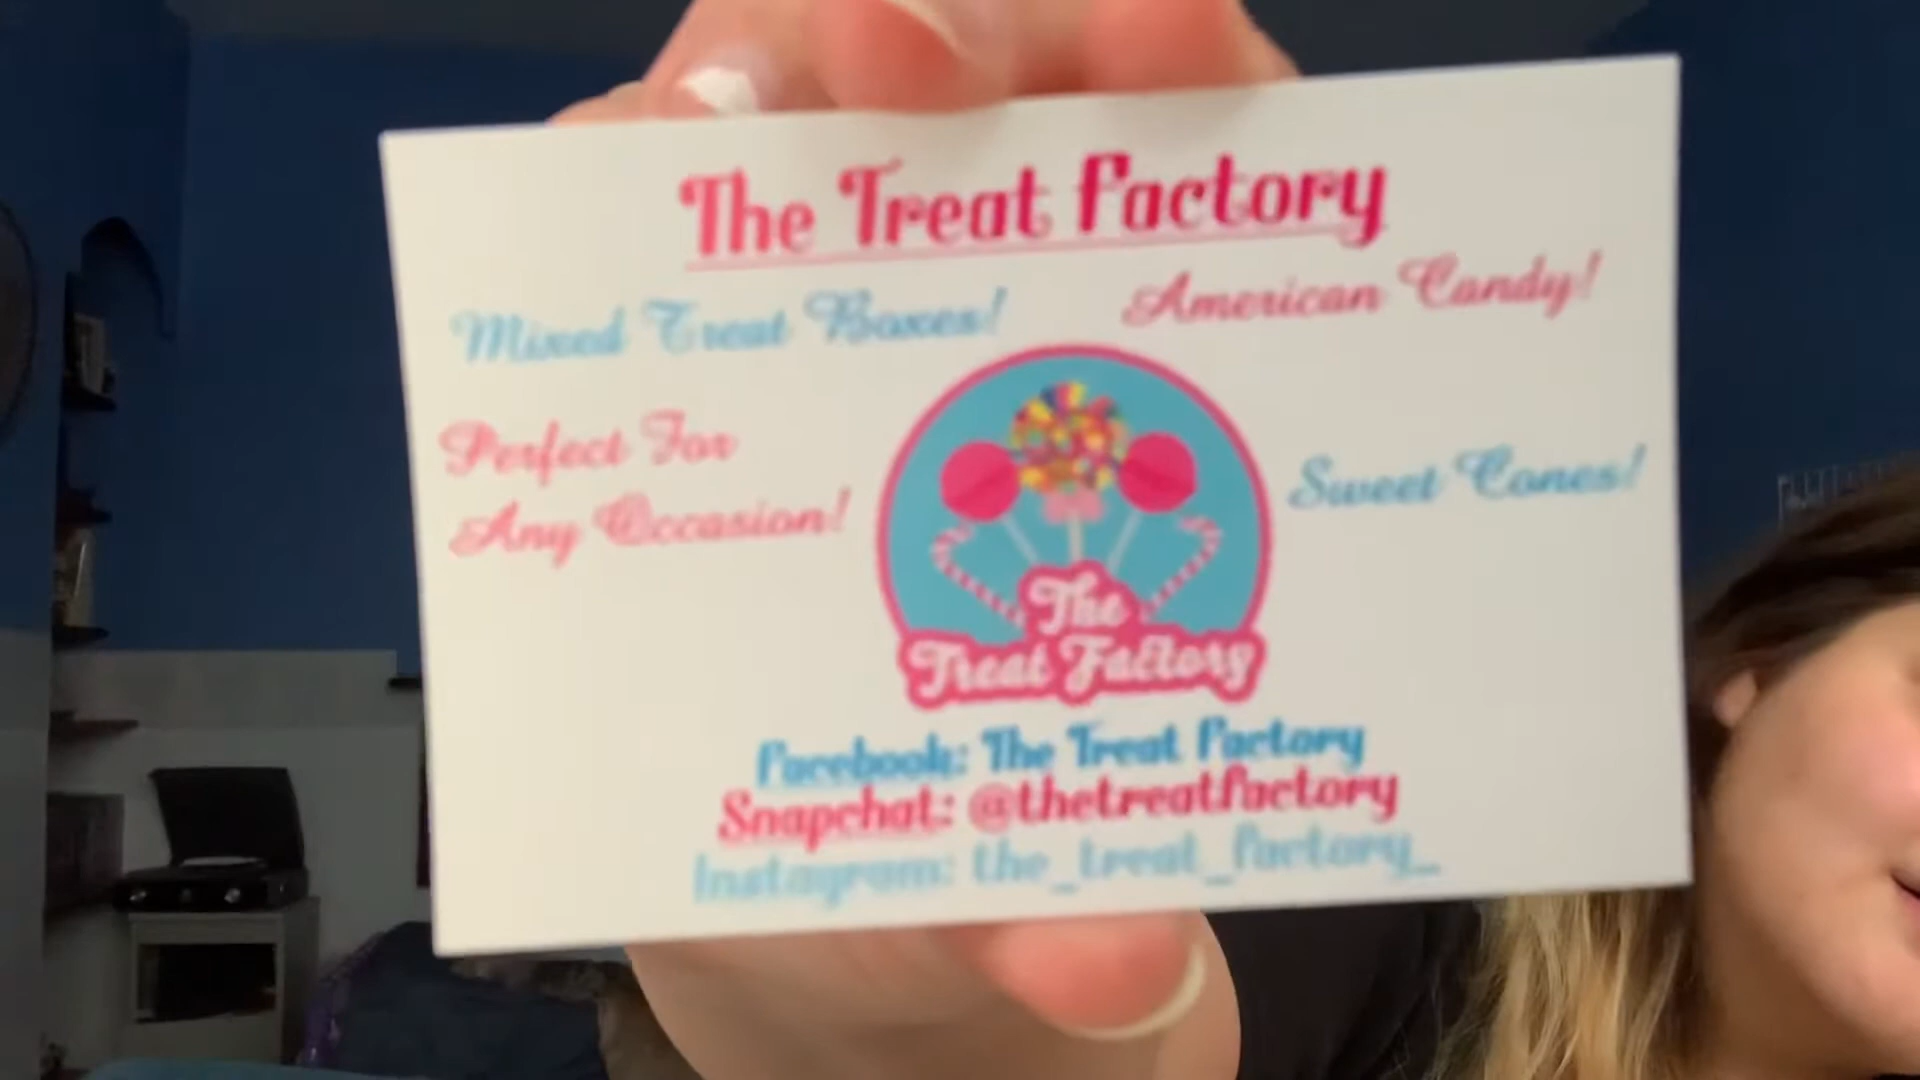 The Treat Factory
Mixed Treat Boxes!
American Candy!
Perfect For
Any Occasion!
Sweet Cones!
The
Treat Factory
Facebook: The Treat Factory
Snapchat: @thetreatfactory
Instagram: the_treat_factory_